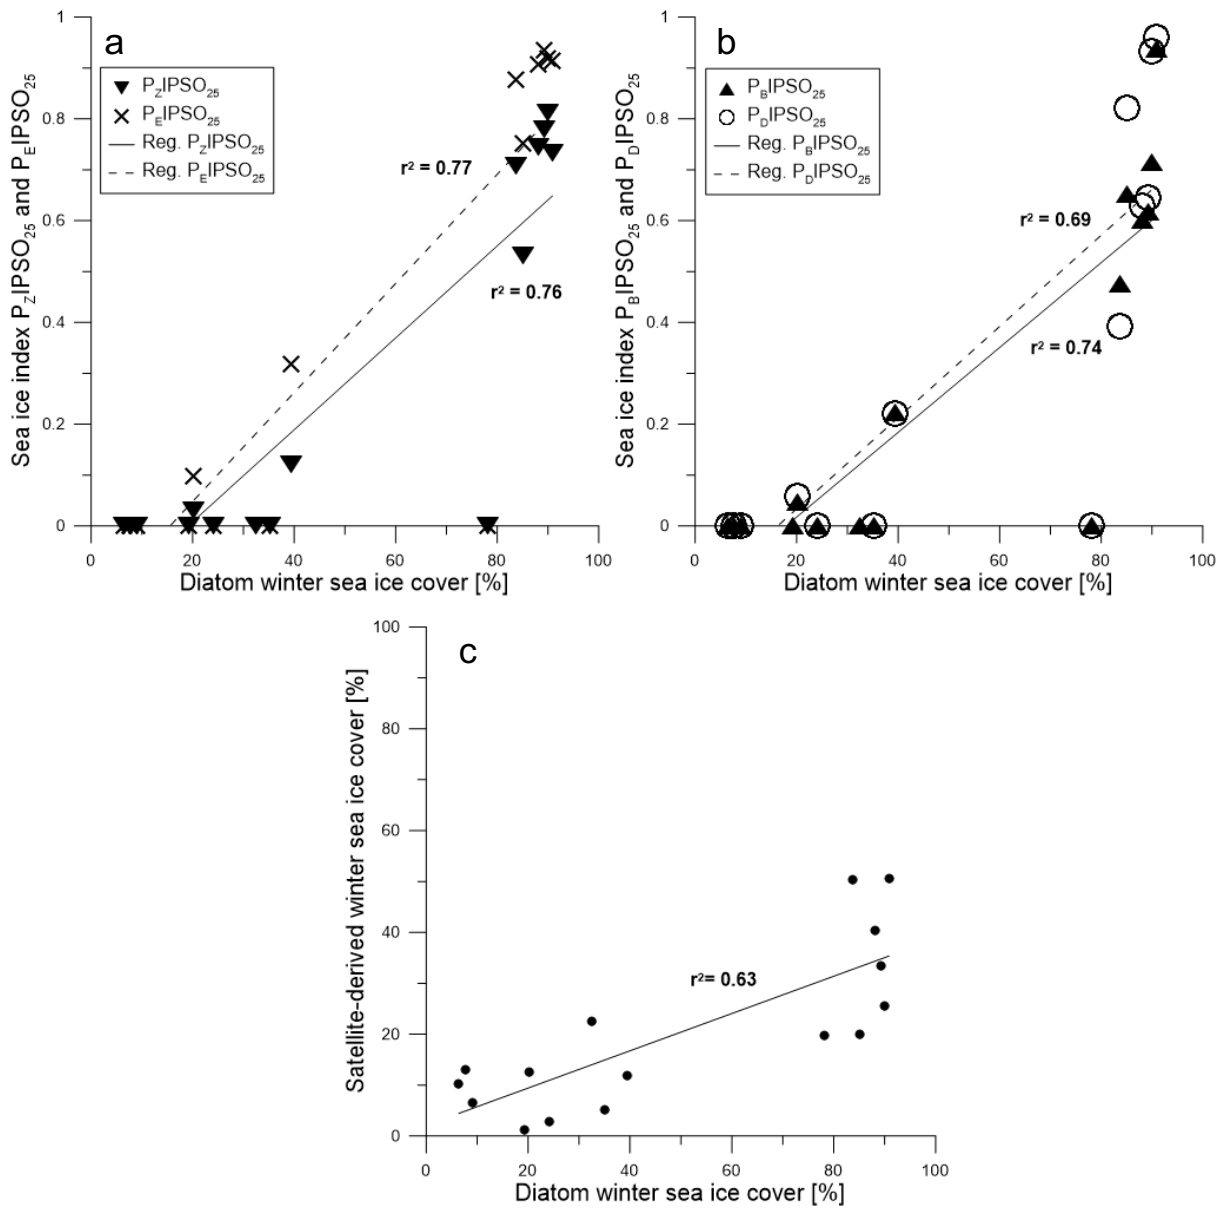 a
Sea ice index PZIPSO25 and PEIPSO25
1
0.8
0.6
0.4
0.2
0
PZIPSO25
PEIPSO25
Reg. PZIPSO25
Reg. PEIPSO25
r² = 0.77
r² = 0.76
0 20 40 60 80 100
Diatom winter sea ice cover [%]
b
Sea ice index PBIPSO25 and PDIPSO25
1
0.8
0.6
0.4
0.2
0
PBIPSO25
PDIPSO25
Reg. PBIPSO25
Reg. PDIPSO25
r² = 0.69
r² = 0.74
0 20 40 60 80 100
Diatom winter sea ice cover [%]
c
Satellite-derived winter sea ice cover [%]
100
80
60
40
20
0
r²= 0.63
0 20 40 60 80 100
Diatom winter sea ice cover [%]